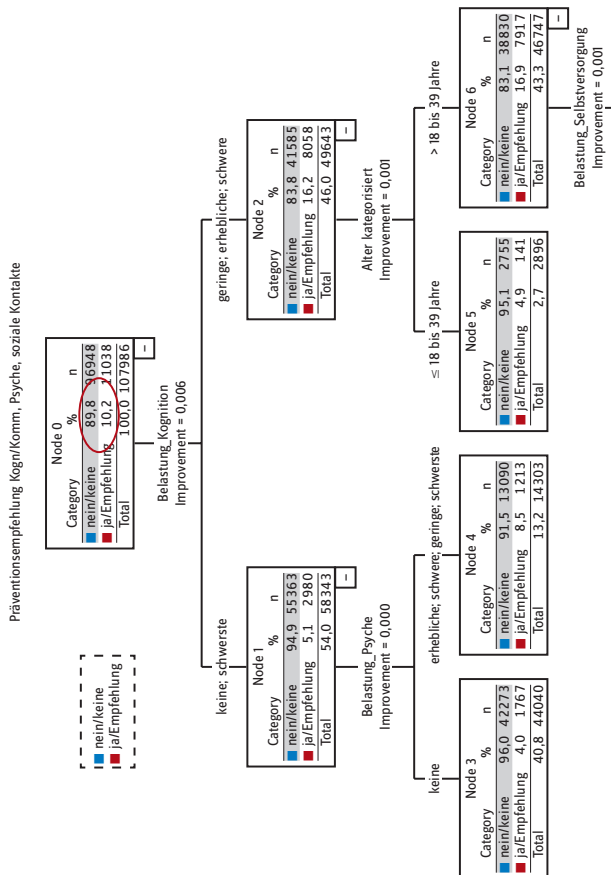 Präventionsempfehlung Kogn/Komm, Psyche, soziale Kontakte
nein/keine
ja/Empfehlung
Node 0
Category % n
nein/keine 89,8 96948
ja/Empfehlung 10,2 11038
Total 100,0 107986
Belastung_Kognition
Improvement = 0,006
keine; schwerste
geringe; erhebliche; schwere
Node 1
Category % n
nein/keine 94,9 55363
ja/Empfehlung 5,1 2980
Total 54,0 58343
Node 2
Category % n
nein/keine 83,8 41585
ja/Empfehlung 16,2 8058
Total 46,0 49643
Belastung_Psyche
Improvement = 0,000
Alter kategorisiert
Improvement = 0,001
keine
erhebliche; schwere; geringe; schwerste
≤ 18 bis 39 Jahre
> 18 bis 39 Jahre
Node 3
Category % n
nein/keine 96,0 42273
ja/Empfehlung 4,0 1767
Total 40,8 44040
Node 4
Category % n
nein/keine 91,5 13090
ja/Empfehlung 8,5 1213
Total 13,2 14303
Node 5
Category % n
nein/keine 95,1 2755
ja/Empfehlung 4,9 141
Total 2,7 2896
Node 6
Category % n
nein/keine 83,1 38830
ja/Empfehlung 16,9 7917
Total 43,3 46747
Belastung_Selbstversorgung
Improvement = 0,001